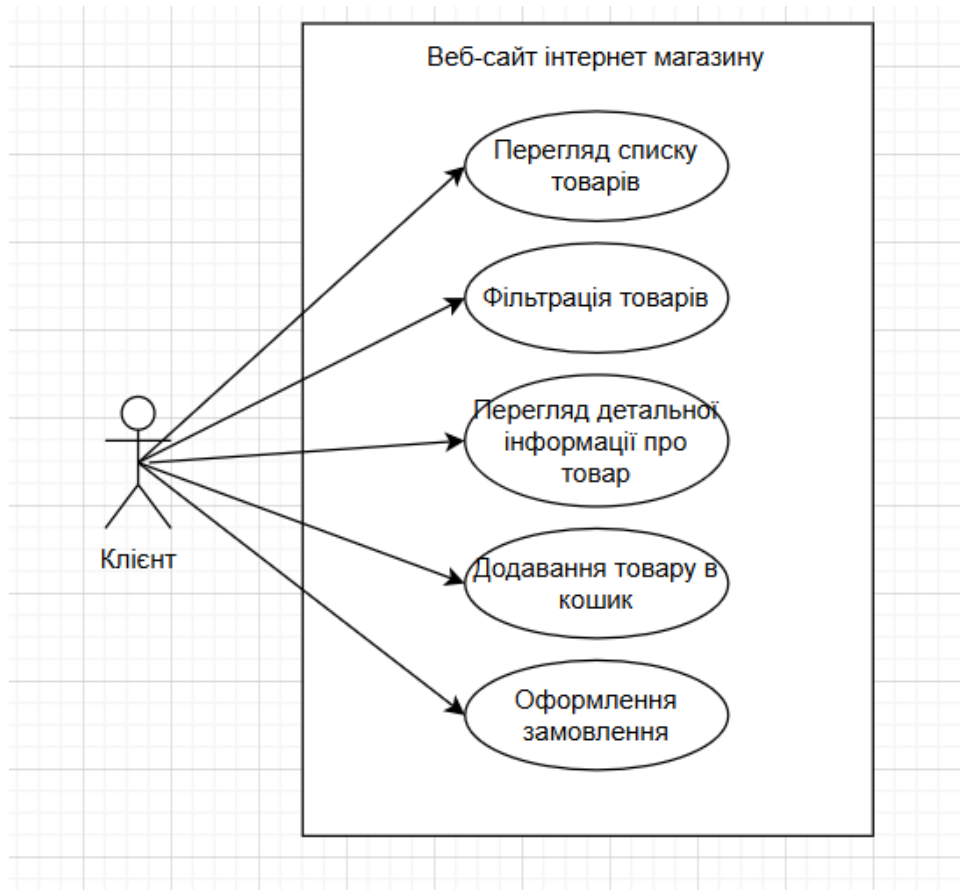 Веб-сайт інтернет магазину
Перегляд списку
товарів
Фільтрація товарів
Перегляд детальної
інформації про
товар
Клієнт
Додавання товару в
кошик
Оформлення
замовлення